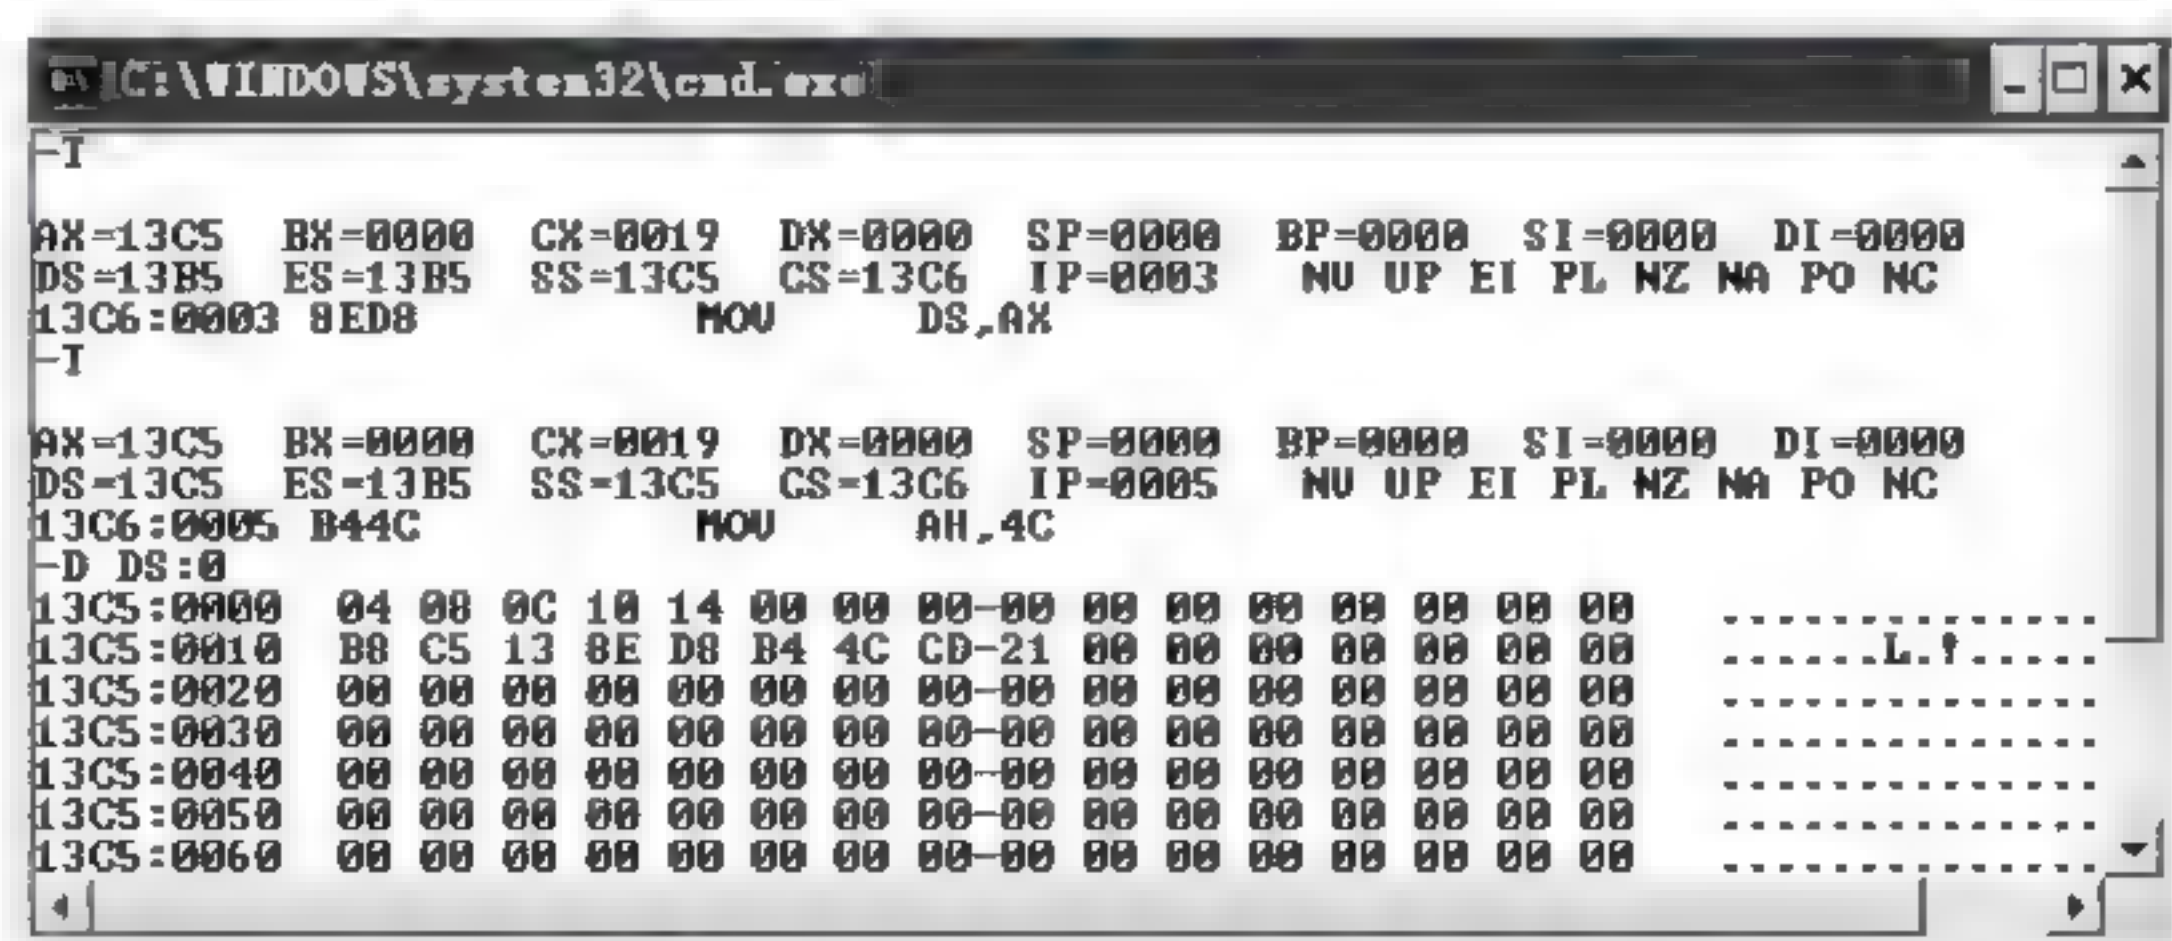 C:\WINDOWS\system32\cmd.exe
-T
AX=13C5 BX=0000 CX=0019 DX=0000 SP=0000 BP=0000 SI=0000 DI=0000
DS=13B5 ES=13B5 SS=13C5 CS=13C6 IP=0003 NV UP EI PL NZ NA PO NC
13C6:0003 8ED8 MOV DS,AX
-T
AX=13C5 BX=0000 CX=0019 DX=0000 SP=0000 BP=0000 SI=0000 DI=0000
DS=13C5 ES=13B5 SS=13C5 CS=13C6 IP=0005 NV UP EI PL NZ NA PO NC
13C6:0005 B44C MOV AH,4C
-D DS:0
13C5:0000 04 08 0C 10 14 00 00 00-00 00 00 00 00 00 00 00 ..............
13C5:0010 B8 C5 13 8E D8 B4 4C CD-21 00 00 00 00 00 00 00 ......L.!.....
13C5:0020 00 00 00 00 00 00 00 00-00 00 00 00 00 00 00 00 ..............
13C5:0030 00 00 00 00 00 00 00 00-00 00 00 00 00 00 00 00 ..............
13C5:0040 00 00 00 00 00 00 00 00-00 00 00 00 00 00 00 00 ..............
13C5:0050 00 00 00 00 00 00 00 00-00 00 00 00 00 00 00 00 ..............
13C5:0060 00 00 00 00 00 00 00 00-00 00 00 00 00 00 00 00 ..............